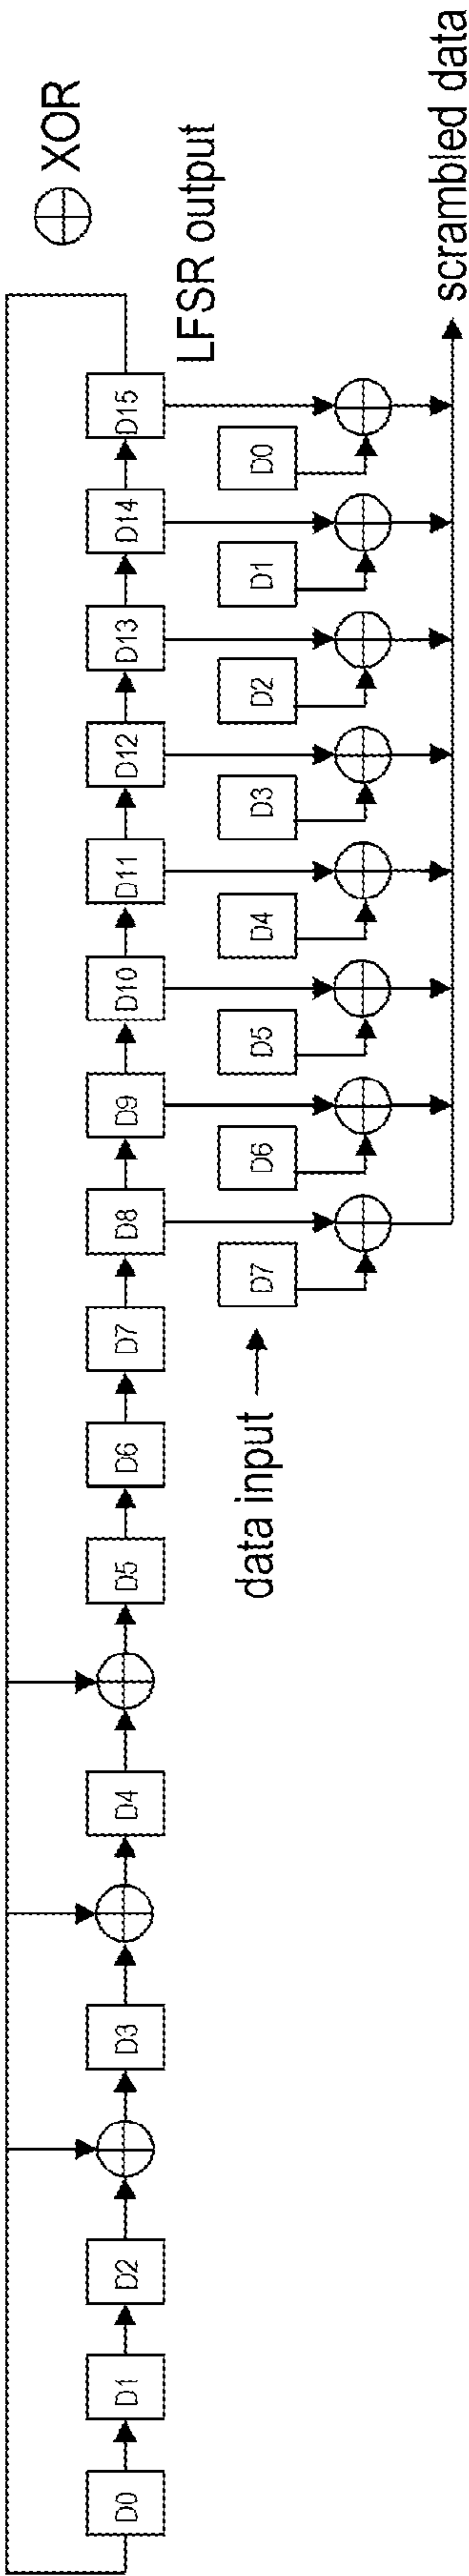 XOR
D0 D1 D2 D3 D4 D5 D6 D7 D8 D9 D10 D11 D12 D13 D14 D15
LFSR output
data input
D7 D6 D5 D4 D3 D2 D1 D0
scrambled data